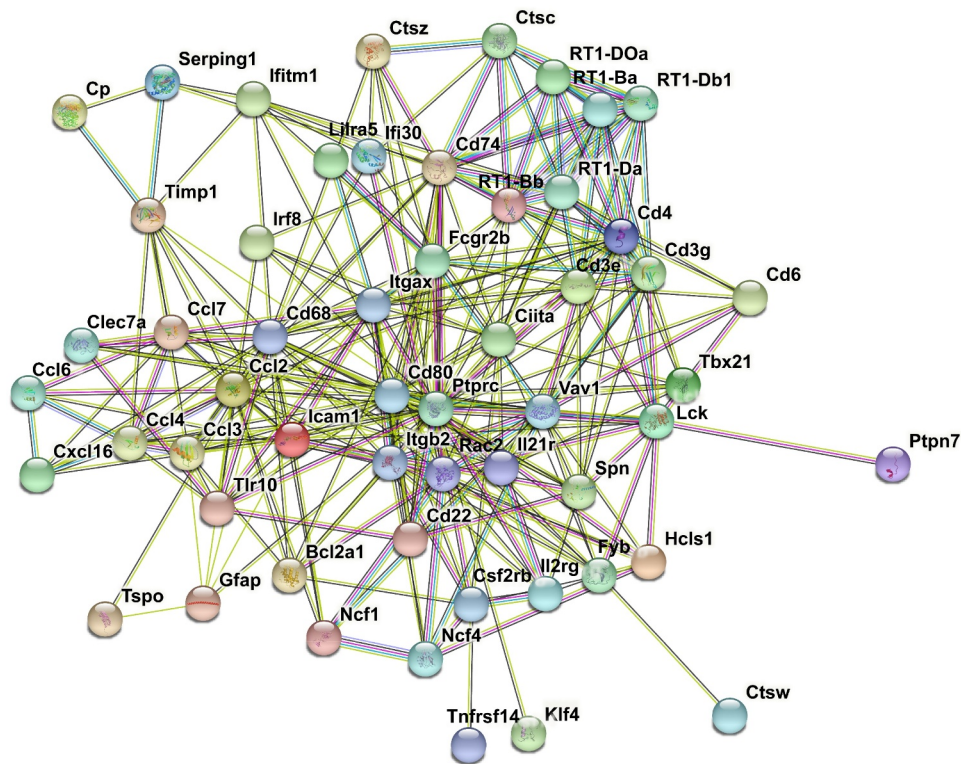 Ctsz
Ctsc
Serping1
Ifitm1
RT1-DOa
RT1-Ba
RT1-Db1
Cp
Lilra5
Ifi30
Cd74
Timp1
RT1-Bb
RT1-Da
Irf8
Fcgr2b
Cd4
Cd3e
Cd3g
Itgax
Cd6
Clec7a
Ccl7
Cd68
Ciita
Ccl2
Cd80
Ptprc
Vav1
Tbx21
Ccl6
Ccl4
Ccl3
Icam1
Lck
Cxcl16
Itgb2
Rac2
Il21r
Ptpn7
Tlr10
Spn
Cd22
Bcl2a1
Csf2rb
Il2rg
Fyb
Hcls1
Tspo
Gfap
Ncf1
Ncf4
Ctsw
Tnfrsf14
Klf4